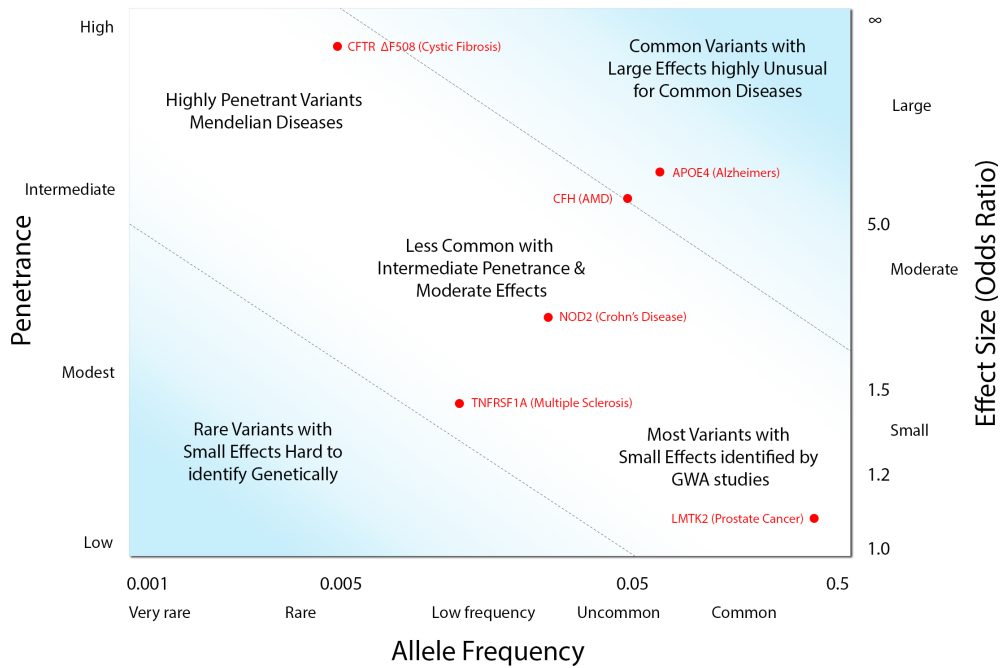 High
∞
CFTR ΔF508 (Cystic Fibrosis)
Common Variants with
Large Effects highly Unusual
for Common Diseases
Highly Penetrant Variants
Mendelian Diseases
Large
APOE4 (Alzheimers)
Intermediate
CFH (AMD)
5.0
Less Common with
Intermediate Penetrance &
Moderate Effects
Moderate
Penetrance
Effect Size (Odds Ratio)
NOD2 (Crohn's Disease)
Modest
1.5
TNFRSF1A (Multiple Sclerosis)
Small
Rare Variants with
Small Effects Hard to
identify Genetically
Most Variants with
Small Effects identified by
GWA studies
1.2
LMTK2 (Prostate Cancer)
Low
1.0
0.001
0.005
0.05
0.5
Very rare
Rare
Low frequency
Uncommon
Common
Allele Frequency